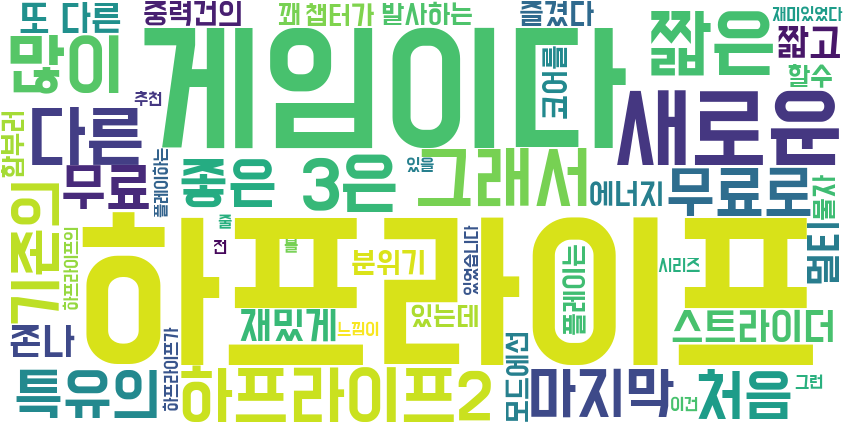 또 다른
중력건의
꽤
챕터가
발사하는
즐겼다
재미있었다
많이
게임이다
짧은
짧고
추천
코어를
할수
함부러
다른
새로운
무료
플레이하는
좋은
3은
있을
그래서
에너지
무료로
물자
기존의
하프라이프의
하프라이프
줄
전
볼
분위기
있었습니다
플레이는
시리즈
멀티
존나
하프라이프가
재밌게
느낌이
있는데
스트라이더
특유의
하프라이프2
모드에선
마지막
이건
처음
그런